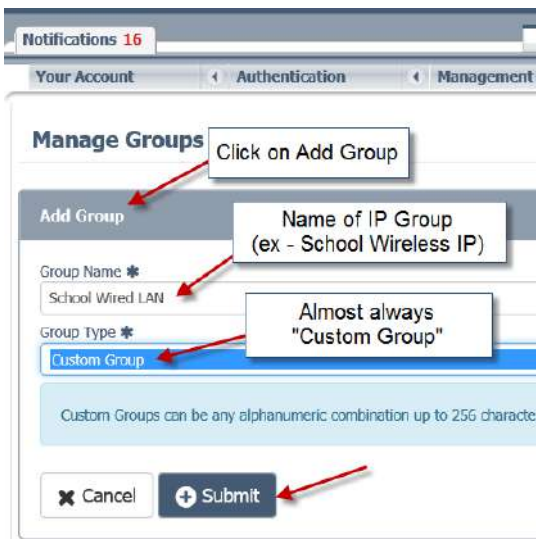 Notifications 16
Your Account Authentication Management
Manage Groups
Click on Add Group
Add Group
Name of IP Group
(ex - School Wireless IP)
Group Name ✱
School Wired LAN
Almost always
"Custom Group"
Group Type ✱
Custom Group
Custom Groups can be any alphanumeric combination up to 256 characte
Cancel Submit